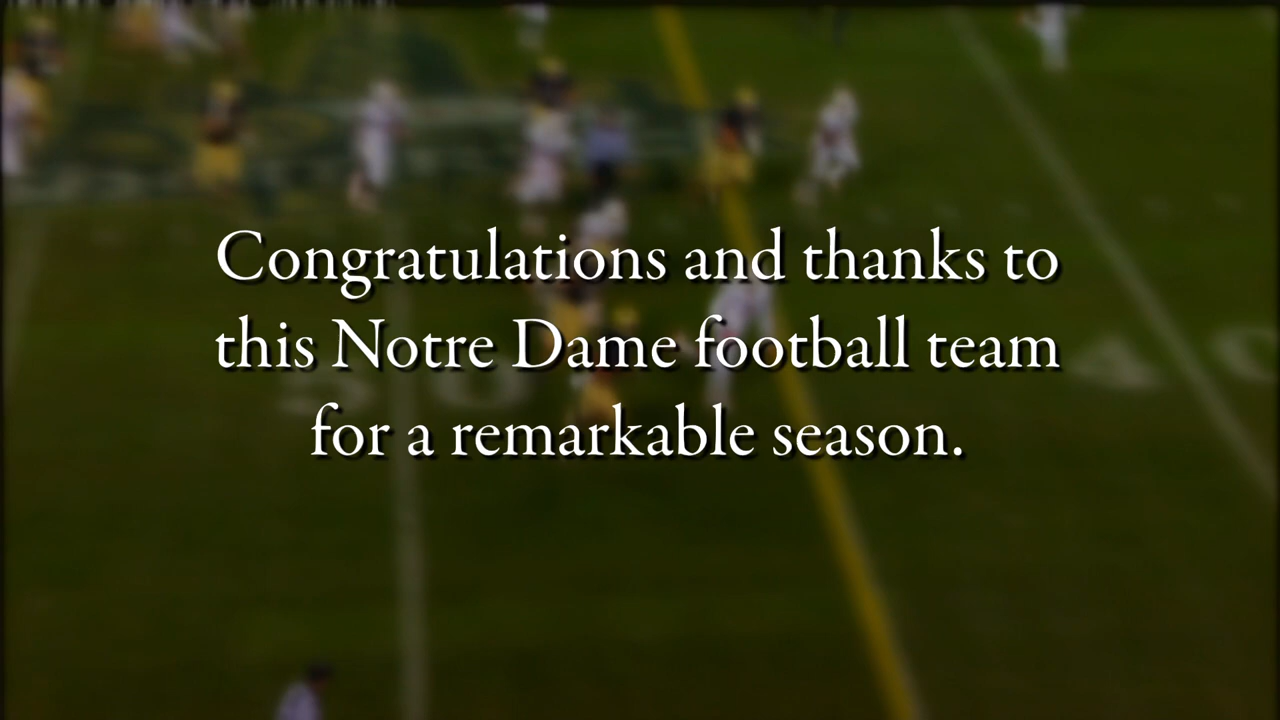 Congratulations and thanks to
this Notre Dame football team
for a remarkable season.